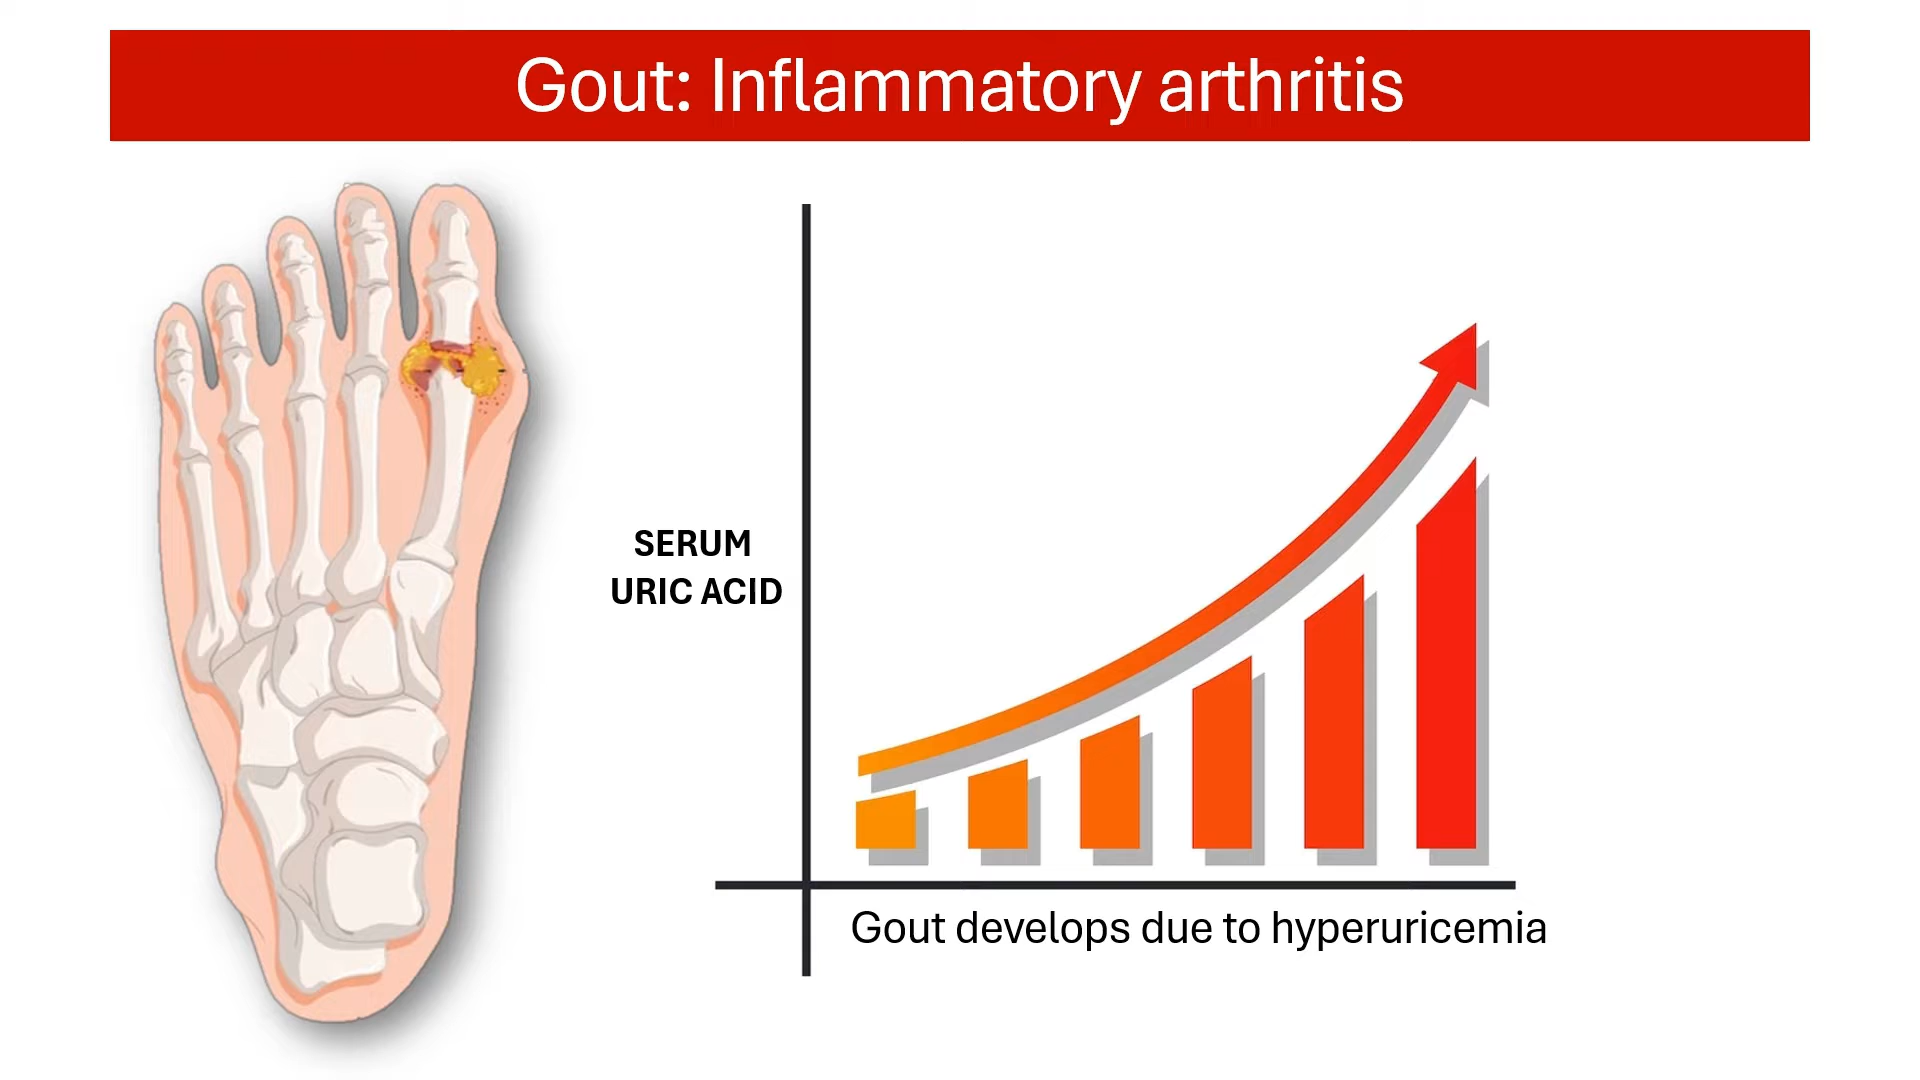 Gout: Inflammatory arthritis
SERUM
URIC ACID
Gout develops due to hyperuricemia